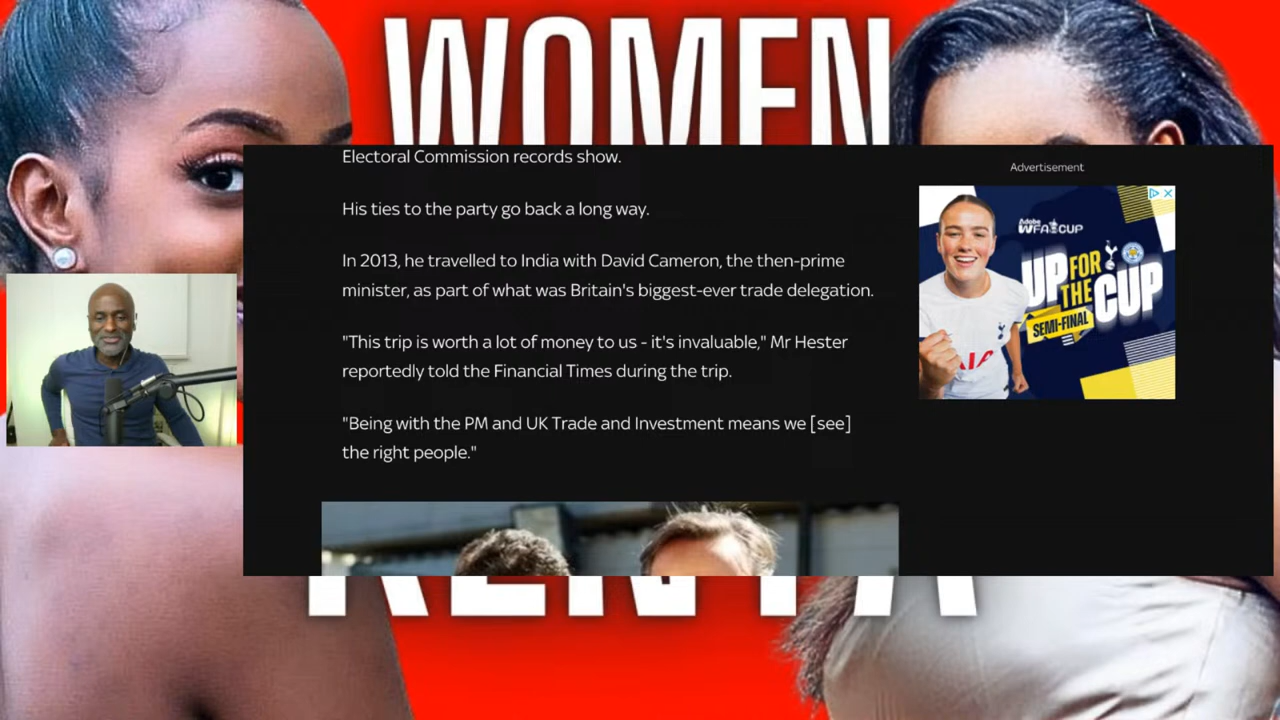 WOMEN
Electoral Commission records show.
His ties to the party go back a long way.
In 2013, he travelled to India with David Cameron, the then-prime
minister, as part of what was Britain's biggest-ever trade delegation.
"This trip is worth a lot of money to us - it's invaluable," Mr Hester
reportedly told the Financial Times during the trip.
"Being with the PM and UK Trade and Investment means we [see]
the right people."
Advertisement
Adobe
WFA CUP
UP FOR
THE CUP
SEMI-FINAL
AIA
KENYA